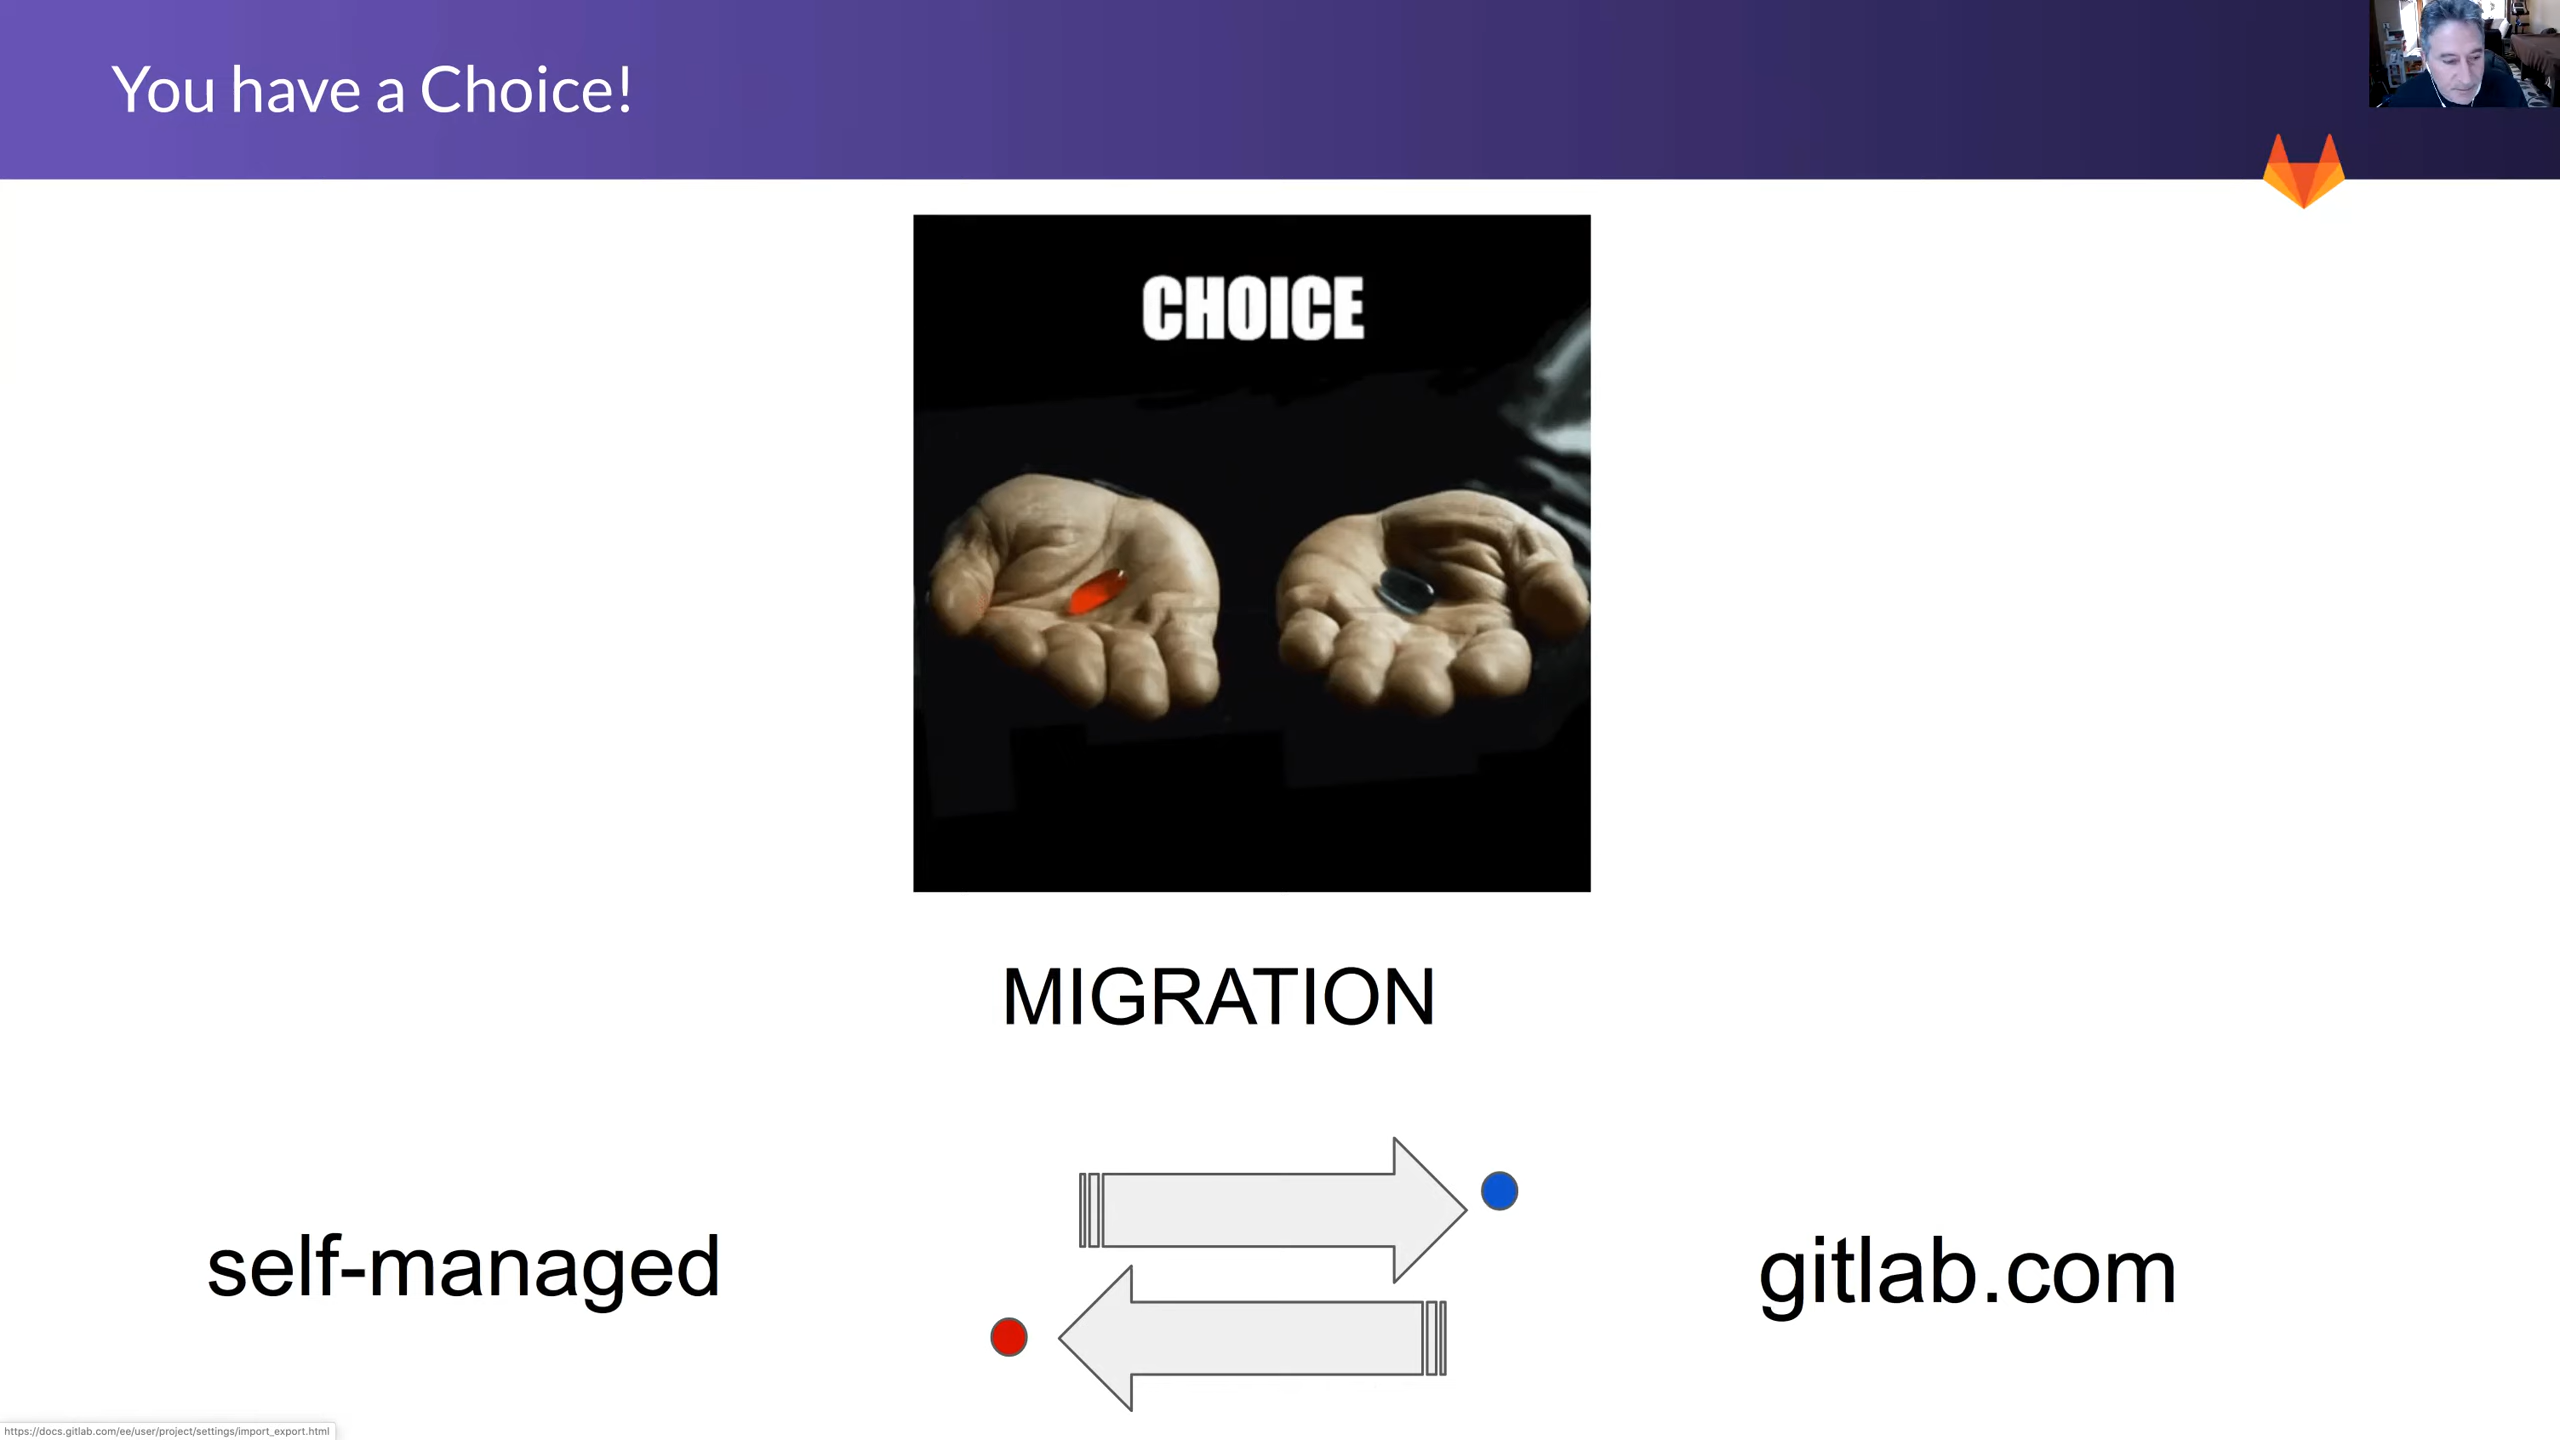 You have a Choice!
CHOICE
MIGRATION
self-managed
gitlab.com
https://docs.gitlab.com/ee/user/project/settings/import_export.html